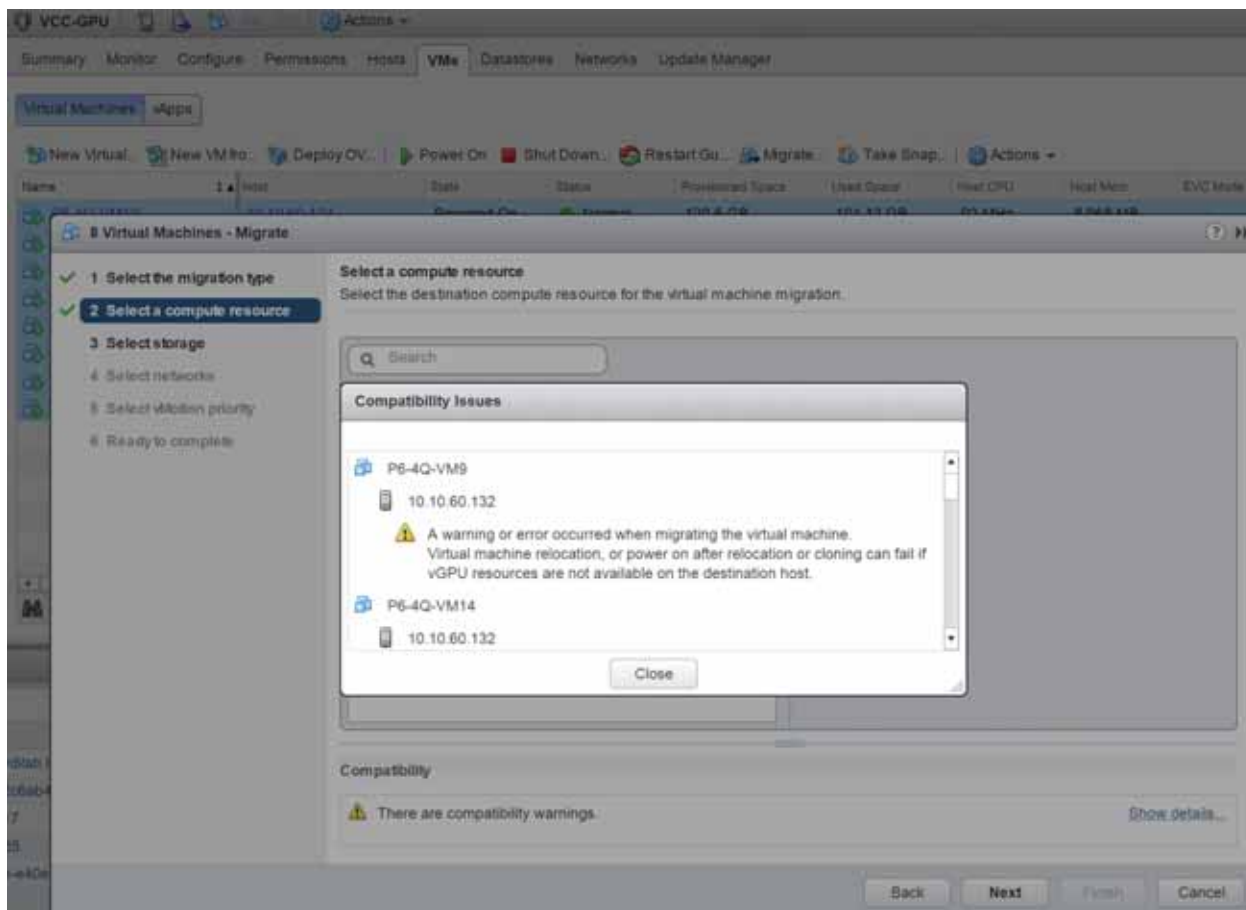 VCC-GPU
Actions
Summary Monitor Configure Permissions Hosts VMs Datastores Networks Update Manager
Virtual Machines vApps
New Virtual... New VM fro... Deploy OV... Power On Shut Down... Restart Gu... Migrate... Take Snap... Actions
Name Host State Status Provisioned Space Used Space Host CPU Host Mem EVC Mode
8 Virtual Machines - Migrate
1 Select the migration type
2 Select a compute resource
3 Select storage
4 Select networks
5 Select vMotion priority
6 Ready to complete
Select a compute resource
Select the destination compute resource for the virtual machine migration.
Search
Compatibility Issues
P6-4Q-VM9
10.10.60.132
A warning or error occurred when migrating the virtual machine.
Virtual machine relocation, or power on after relocation or cloning can fail if
vGPU resources are not available on the destination host.
P6-4Q-VM14
10.10.60.132
Close
Compatibility
There are compatibility warnings.
Show details...
Back Next Finish Cancel